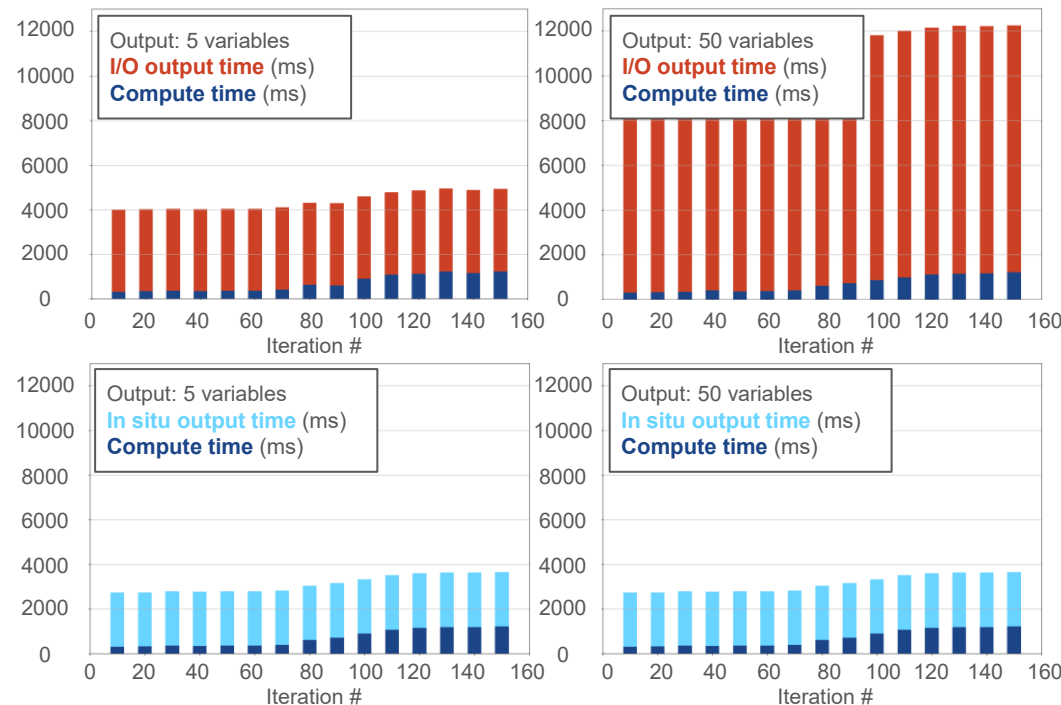 12000
10000
8000
6000
4000
2000
0
Output: 5 variables
I/O output time (ms)
Compute time (ms)
0 20 40 60 80 100 120 140 160
Iteration #
12000
10000
8000
6000
4000
2000
0
Output: 50 variables
I/O output time (ms)
Compute time (ms)
0 20 40 60 80 100 120 140 160
Iteration #
12000
10000
8000
6000
4000
2000
0
Output: 5 variables
In situ output time (ms)
Compute time (ms)
0 20 40 60 80 100 120 140 160
Iteration #
12000
10000
8000
6000
4000
2000
0
Output: 50 variables
In situ output time (ms)
Compute time (ms)
0 20 40 60 80 100 120 140 160
Iteration #